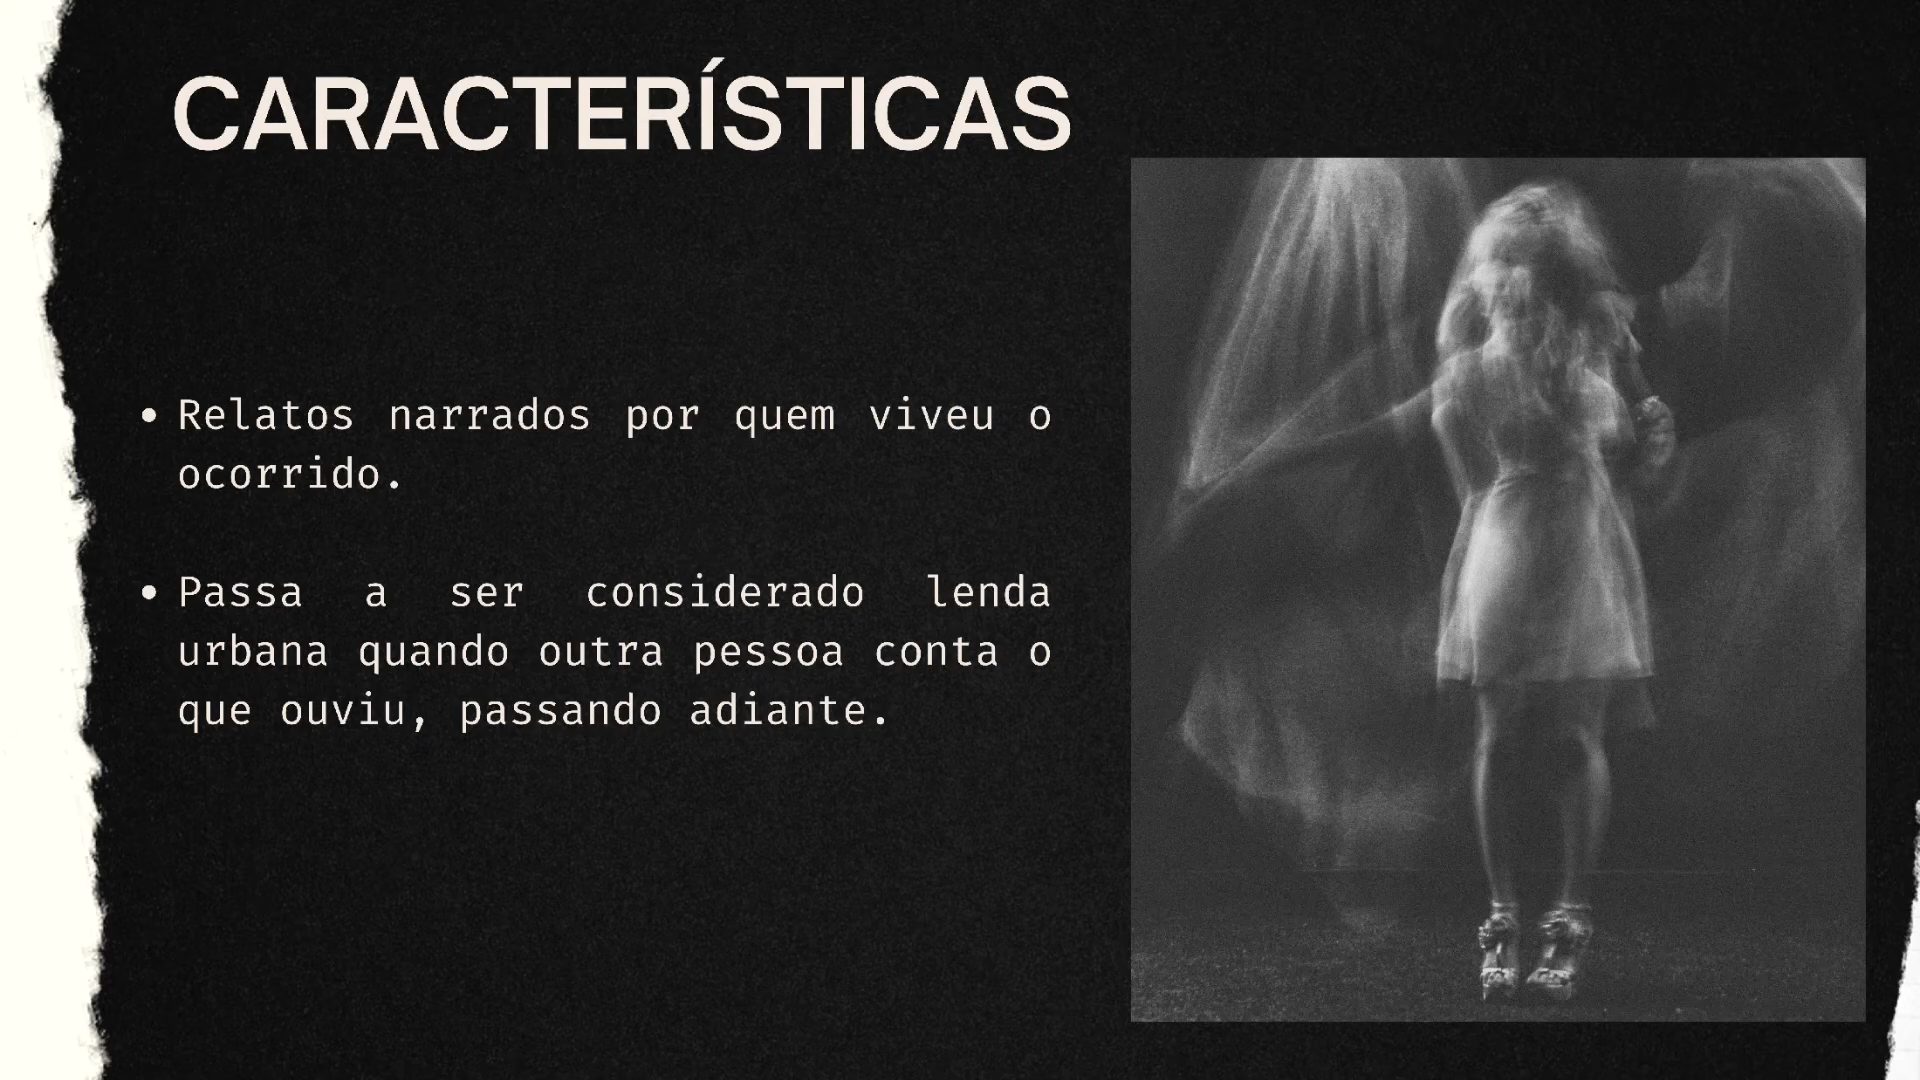 CARACTERÍSTICAS
• Relatos narrados por quem viveu o
ocorrido.
• Passa a ser considerado lenda
urbana quando outra pessoa conta o
que ouviu, passando adiante.